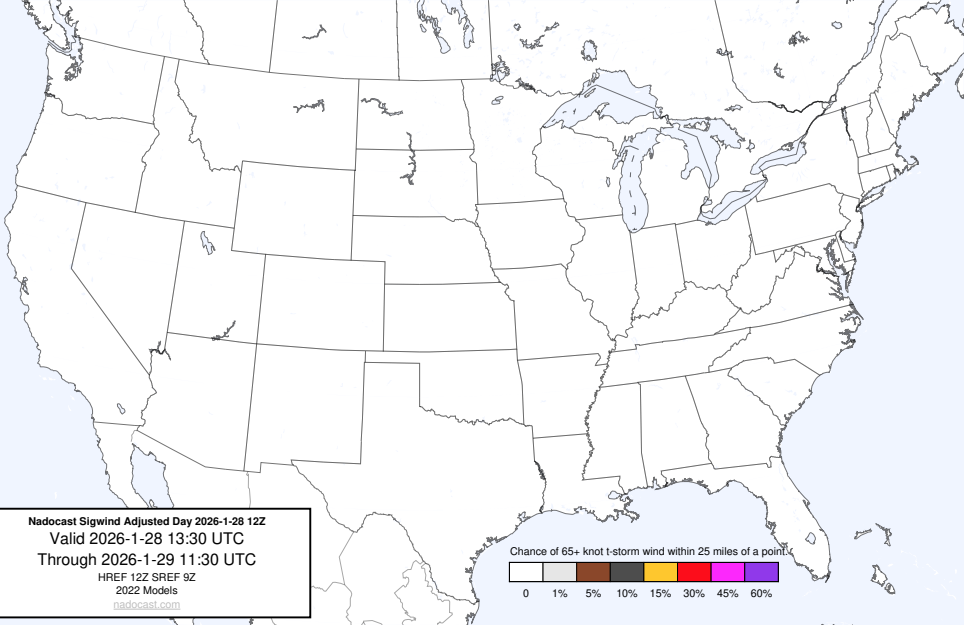 Nadocast Sigwind Adjusted Day 2026-1-28 12Z
Valid 2026-1-28 13:30 UTC
Through 2026-1-29 11:30 UTC
HREF 12Z SREF 9Z
2022 Models
nadocast.com
Chance of 65+ knot t-storm wind within 25 miles of a point.
0 1% 5% 10% 15% 30% 45% 60%